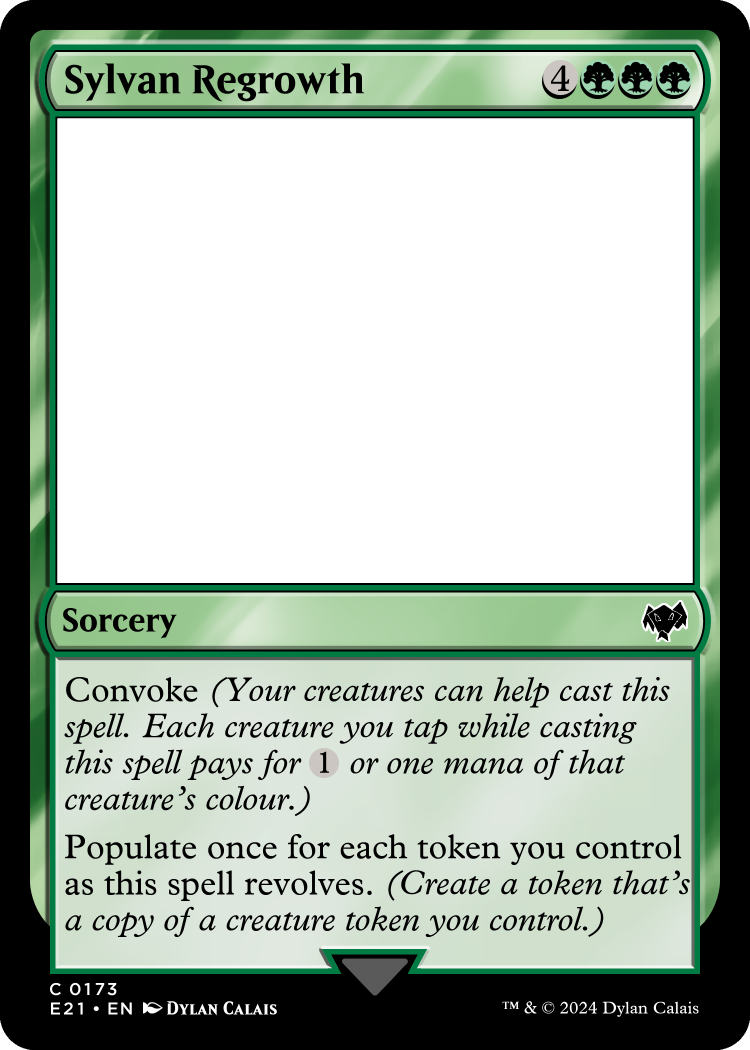 Sylvan Regrowth 4
Sorcery
Convoke (Your creatures can help cast this
spell. Each creature you tap while casting
this spell pays for 1 or one mana of that
creature's colour.)
Populate once for each token you control
as this spell revolves. (Create a token that's
a copy of a creature token you control.)
C 0173
E21 • EN DYLAN CALAIS
™ & © 2024 Dylan Calais